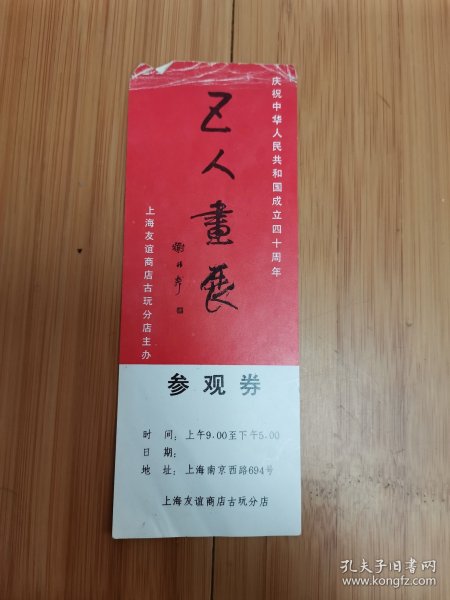 庆祝中华人民共和国成立四十周年
五人畫展
上海友谊商店古玩分店主办
参观券
时 间：上午9.00至下午5.00
日 期：
地 址：上海南京西路694号
上海友谊商店古玩分店
孔夫子旧书网
www.kongfz.com